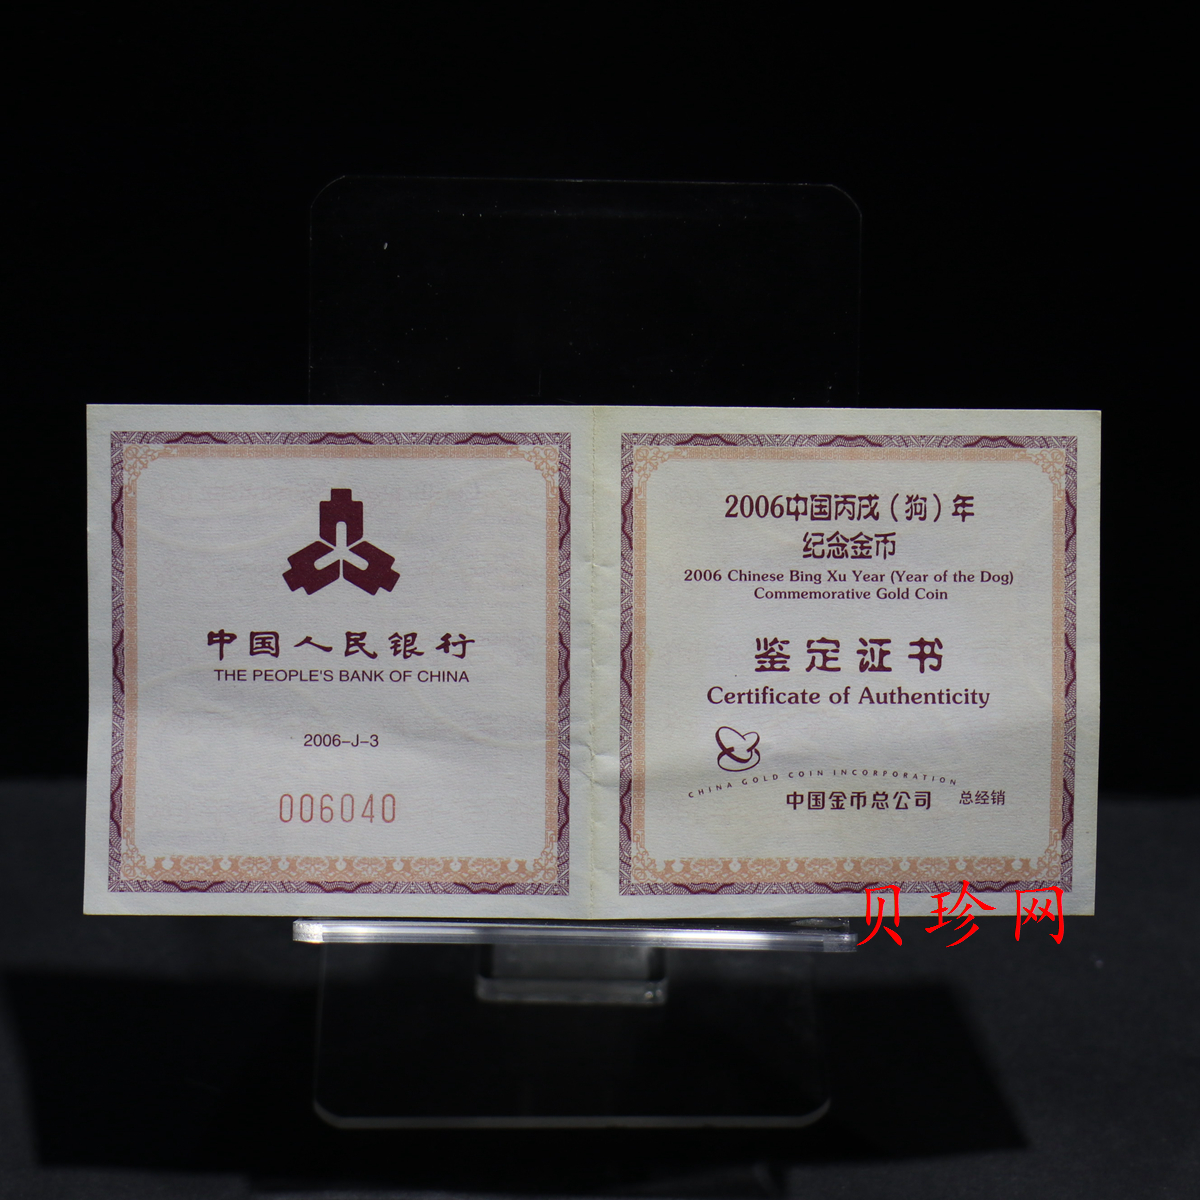 中国人民银行
THE PEOPLE'S BANK OF CHINA
2006-J-3
006040
2006中国丙戌（狗）年
纪念金币
2006 Chinese Bing Xu Year (Year of the Dog)
Commemorative Gold Coin
鉴定证书
Certificate of Authenticity
CHINA GOLD COIN INCORPORATION
中国金币总公司 总经销
贝珍网